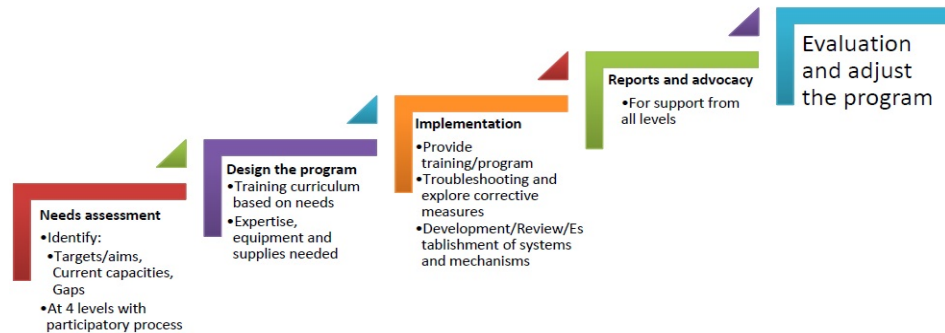 Needs assessment
•Identify:
•Targets/aims,
Current capacities,
Gaps
•At 4 levels with
participatory process
Design the program
•Training curriculum
based on needs
•Expertise,
equipment and
supplies needed
Implementation
•Provide
training/program
•Troubleshooting and
explore corrective
measures
•Development/Review/Es
tablishment of systems
and mechanisms
Reports and advocacy
•For support from
all levels
Evaluation
and adjust
the program